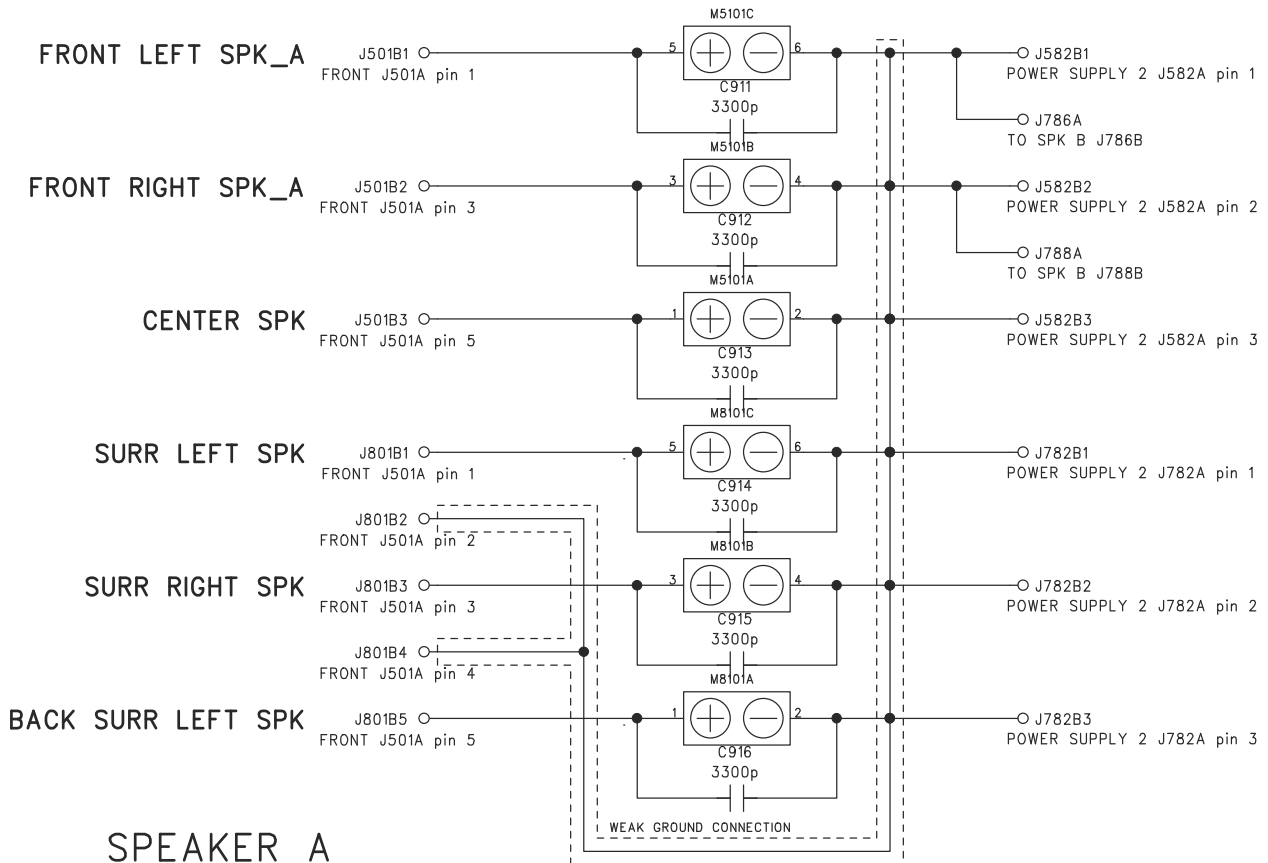 M5101C
FRONT LEFT SPK_A
J501B1
5
6
J582B1
FRONT J501A pin 1
POWER SUPPLY 2 J582A pin 1
C911
3300p
J786A
TO SPK B J786B
M5101B
FRONT RIGHT SPK_A
J501B2
3
4
J582B2
FRONT J501A pin 3
POWER SUPPLY 2 J582A pin 2
C912
3300p
J788A
TO SPK B J788B
M5101A
CENTER SPK
J501B3
1
2
J582B3
FRONT J501A pin 5
POWER SUPPLY 2 J582A pin 3
C913
3300p
M8101C
SURR LEFT SPK
J801B1
5
6
J782B1
FRONT J501A pin 1
POWER SUPPLY 2 J782A pin 1
C914
3300p
J801B2
FRONT J501A pin 2
M8101B
SURR RIGHT SPK
J801B3
3
4
J782B2
FRONT J501A pin 3
POWER SUPPLY 2 J782A pin 2
C915
3300p
J801B4
FRONT J501A pin 4
M8101A
BACK SURR LEFT SPK
J801B5
1
2
J782B3
FRONT J501A pin 5
POWER SUPPLY 2 J782A pin 3
C916
3300p
WEAK GROUND CONNECTION
SPEAKER A